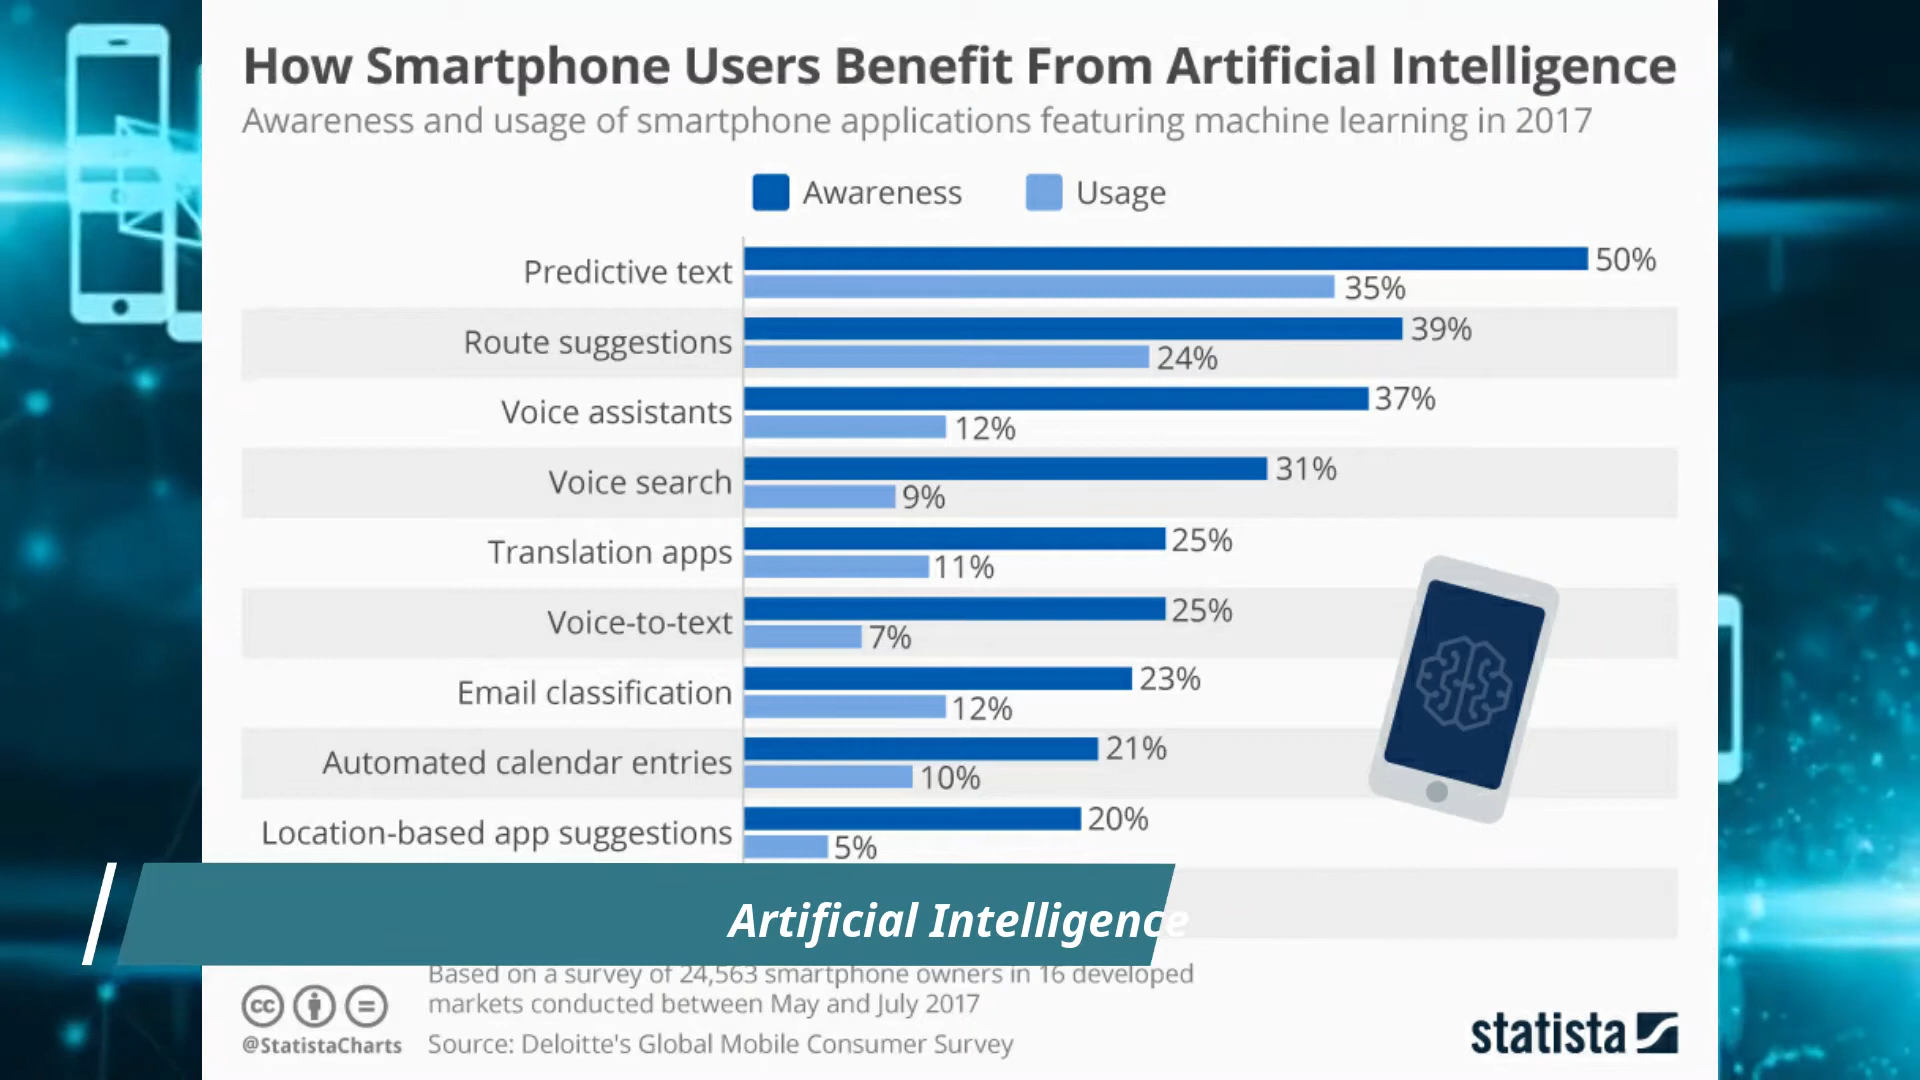 How Smartphone Users Benefit From Artificial Intelligence
Awareness and usage of smartphone applications featuring machine learning in 2017
Awareness Usage
Predictive text 50% 35%
Route suggestions 39% 24%
Voice assistants 37% 12%
Voice search 31% 9%
Translation apps 25% 11%
Voice-to-text 25% 7%
Email classification 23% 12%
Automated calendar entries 21% 10%
Location-based app suggestions 20% 5%
Artificial Intelligence
Based on a survey of 24,563 smartphone owners in 16 developed
markets conducted between May and July 2017
cc
@StatistaCharts Source: Deloitte's Global Mobile Consumer Survey
statista